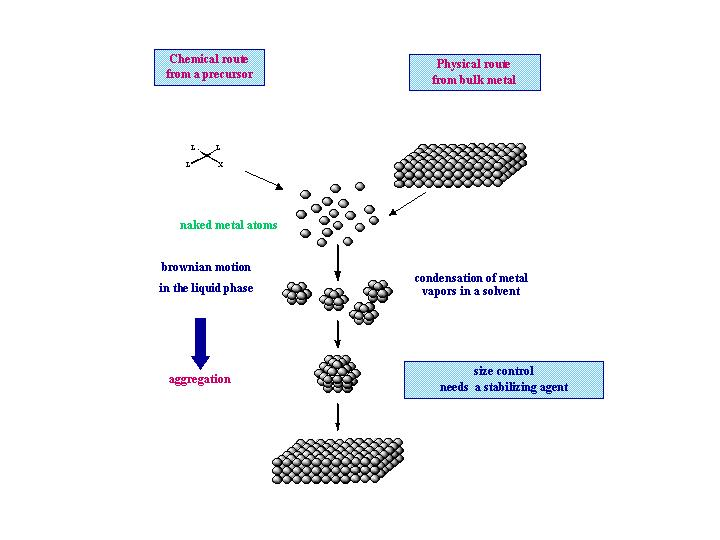 Chemical route
from a precursor
Physical route
from bulk metal
L L
L X
naked metal atoms
brownian motion
in the liquid phase
condensation of metal
vapors in a solvent
aggregation
size control
needs a stabilizing agent